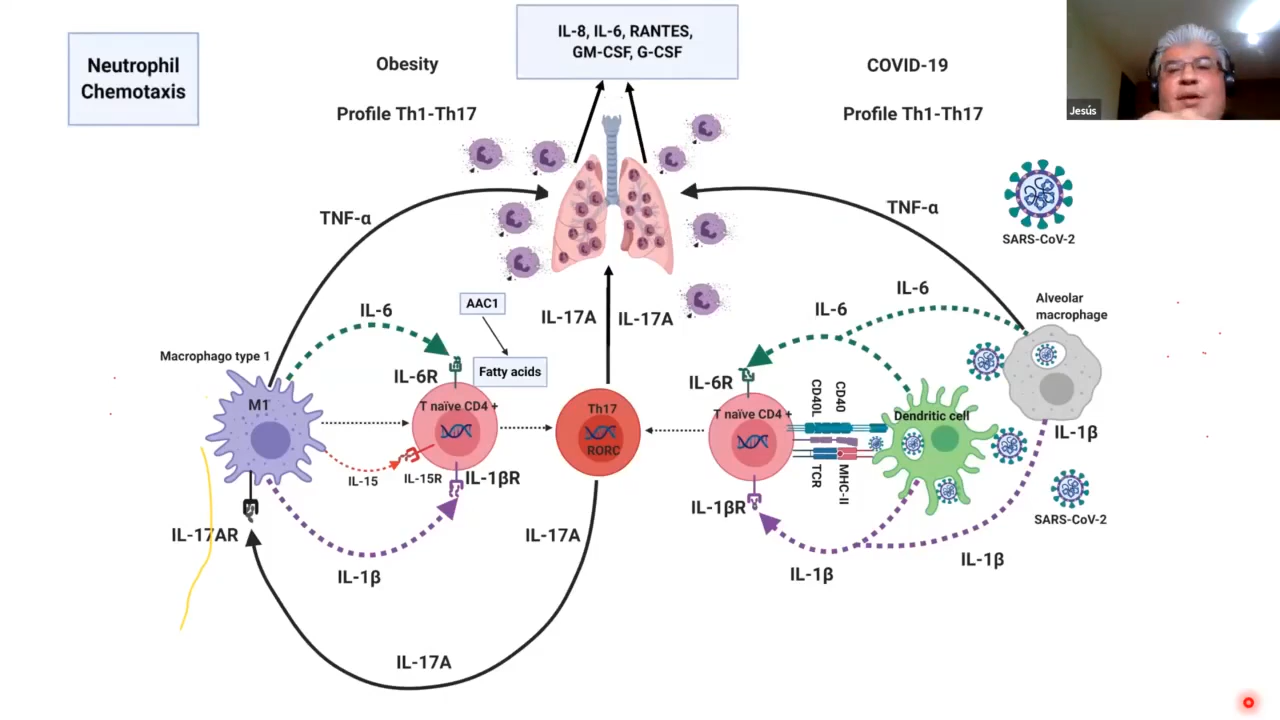 Neutrophil
Chemotaxis
Obesity
Profile Th1-Th17
IL-8, IL-6, RANTES,
GM-CSF, G-CSF
COVID-19
Profile Th1-Th17
Jesús
TNF-α
TNF-α
SARS-CoV-2
IL-6
AAC1
IL-17A
IL-17A
IL-6
IL-6
Alveolar
macrophage
Macrophago type 1
IL-6R
Fatty acids
IL-6R
CD40L
CD40
M1
T naïve CD4 +
Th17
RORC
T naïve CD4 +
Dendritic cell
IL-1β
IL-15
IL-15R
IL-1βR
TCR
MHC-II
IL-1βR
SARS-CoV-2
IL-17AR
IL-17A
IL-1β
IL-1β
IL-1β
IL-17A